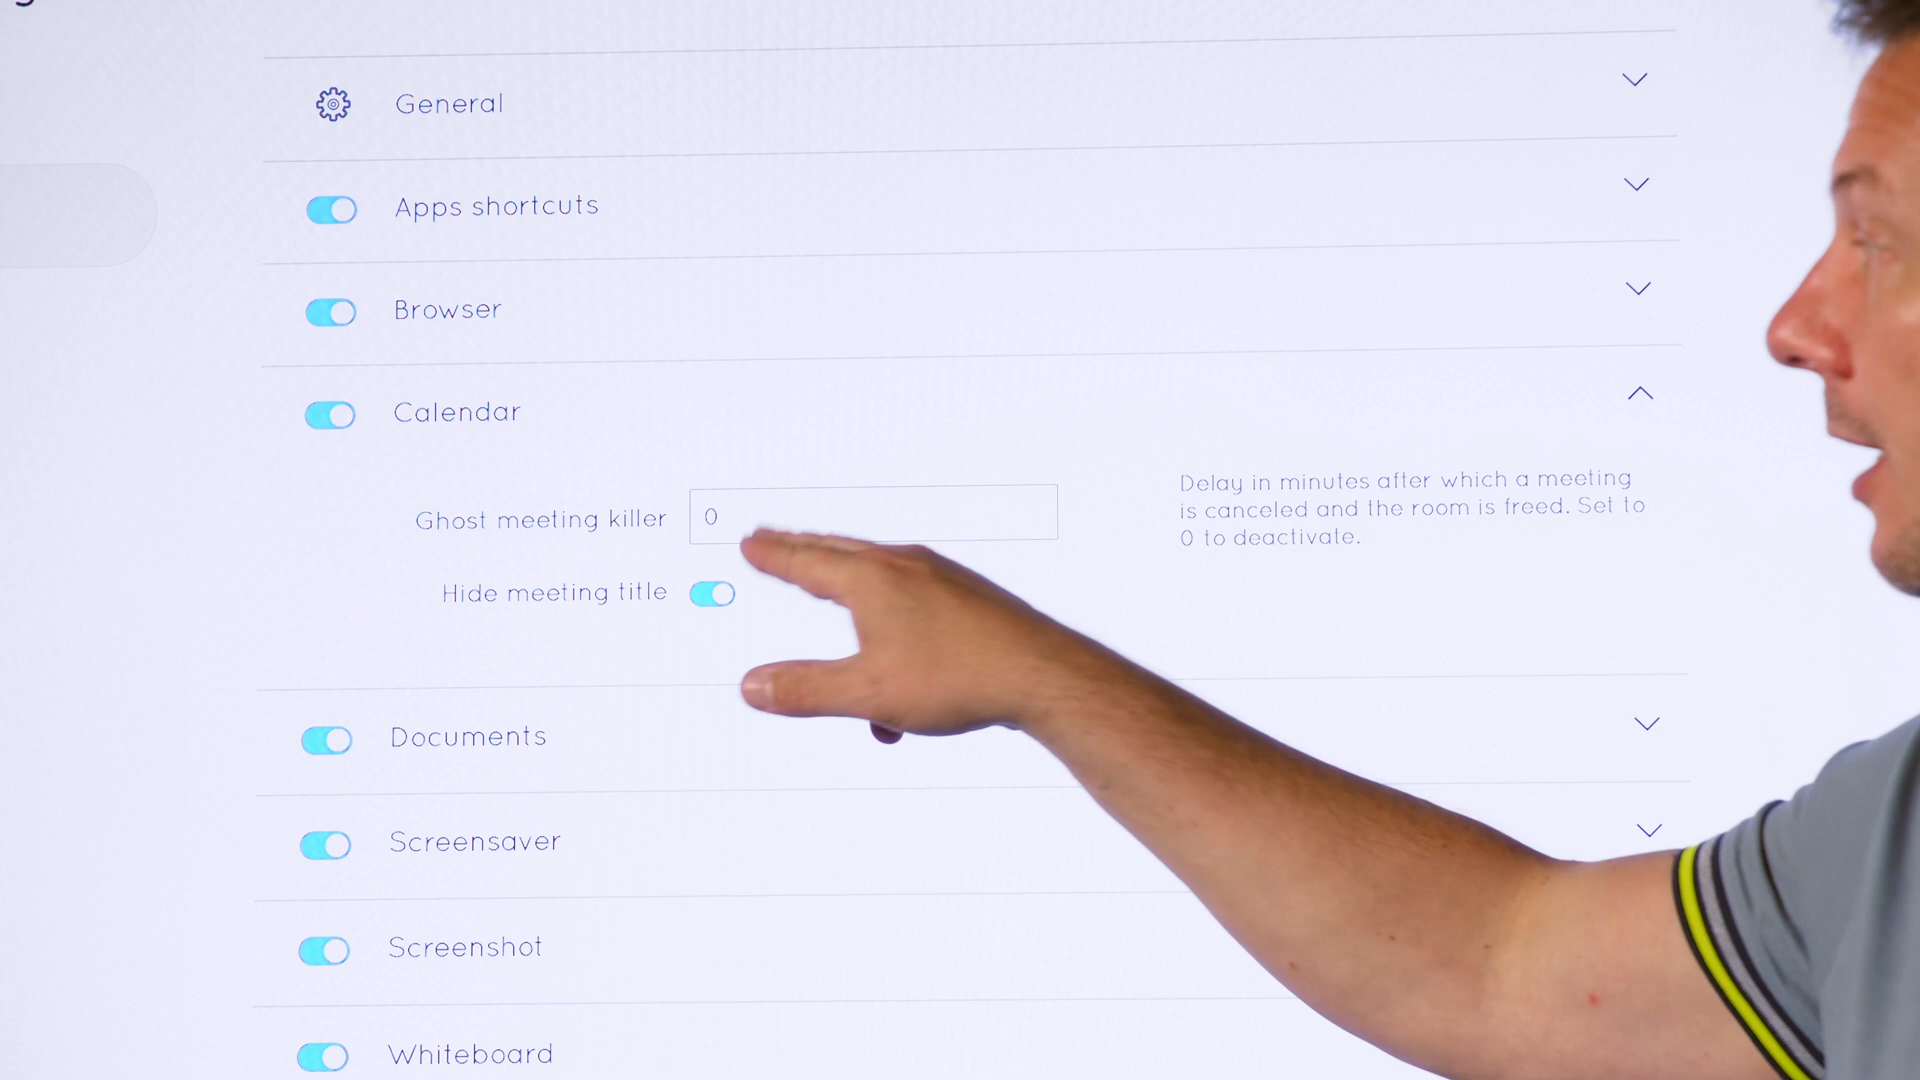 General
Apps shortcuts
Browser
Calendar
Ghost meeting killer 0
Delay in minutes after which a meeting
is canceled and the room is freed. Set to
0 to deactivate.
Hide meeting title
Documents
Screensaver
Screenshot
Whiteboard